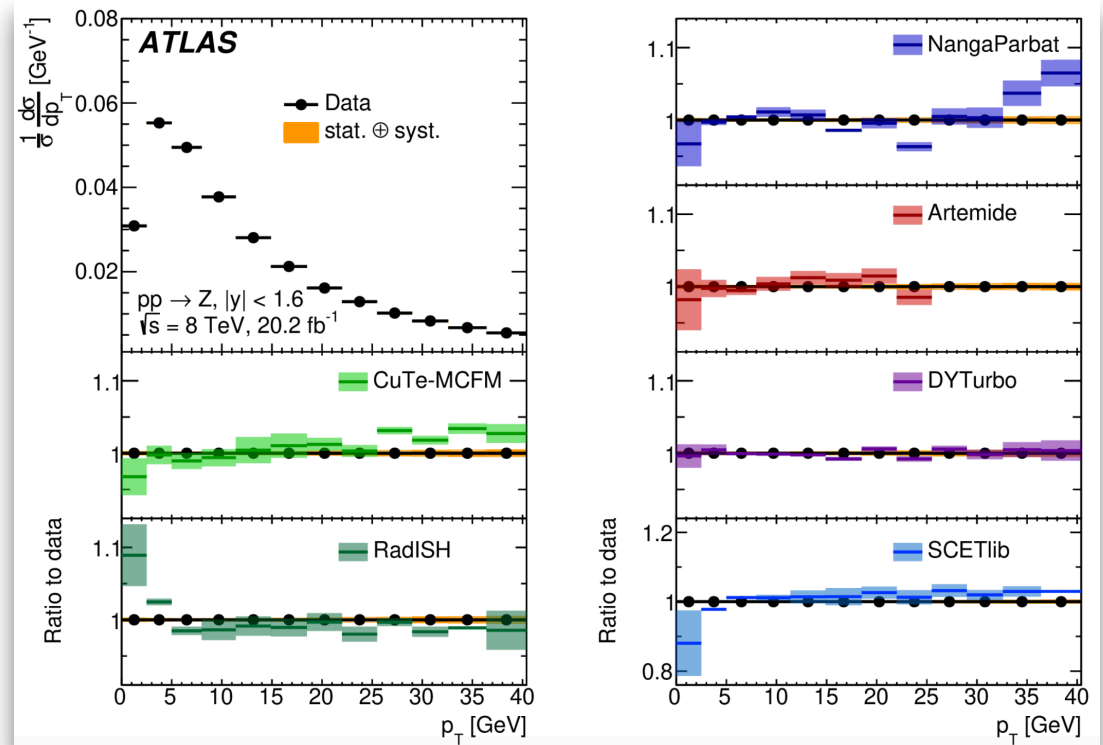 ATLAS
1/σ dσ/dp_T [GeV⁻¹]
0.08
0.06
0.04
0.02
Data
stat. ⊕ syst.
pp → Z, |y| < 1.6
√s = 8 TeV, 20.2 fb⁻¹
1.1
1
CuTe-MCFM
Ratio to data
1.1
1
RadISH
0 5 10 15 20 25 30 35 40
p_T [GeV]
1.1
1
NangaParbat
1.1
1
Artemide
1.1
1
DYTurbo
Ratio to data
1.2
1
0.8
SCETlib
0 5 10 15 20 25 30 35 40
p_T [GeV]